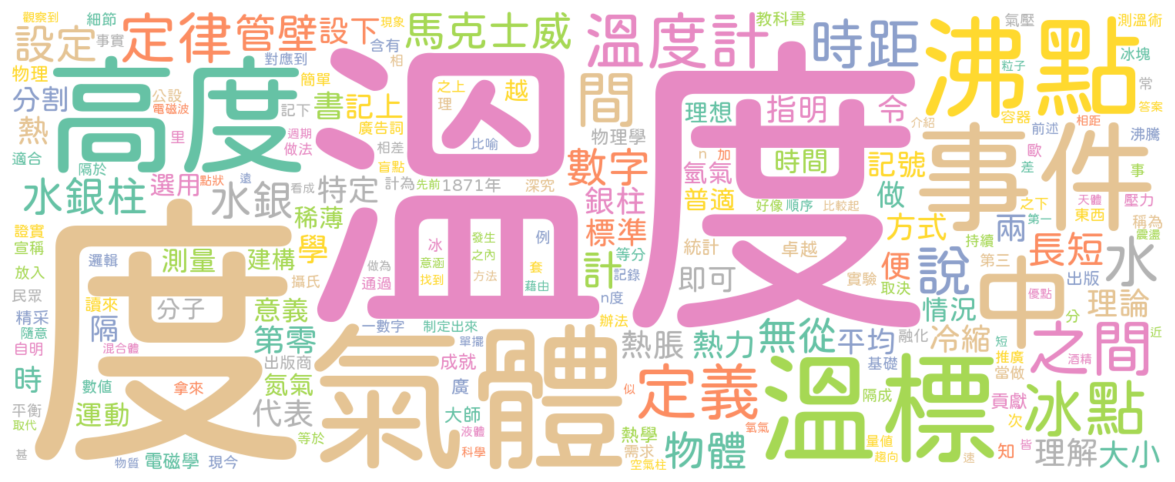 溫度
度
氣體
高度
沸點
事件
溫標
中
定義
之間
冰點
水
說
時距
溫度計
馬克士威
管壁
定律
設定
間
水銀柱
水銀
數字
銀柱
標準
計
即可
方式
便
兩
長短
理論
情況
冷縮
無從
平均
熱力
熱脹
物體
理解
大小
貢獻
代表
第零
意義
建構
測量
學
稀薄
特定
選用
分子
隔
時
運動
氮氣
熱
分割
設下
書
記上
越
理想
指明
令
時間
氫氣
普適
記號
做
卓越
統計
物理學
1871年
深究
計為
先前
看成
相差
盲點
廣告詞
簡單
含有
對應到
事實
細節
觀察到
現象
相
物理
公設
電磁波
記下
週期
做法
里
適合
隔於
點狀
遠
證實
宣稱
放入
民眾
精采
隨意
自明
讀來
邏輯
攝氏
混合體
數值
拿來
平衡
取代
甚
物質
電磁學
現今
等於
出版商
一數字
制定出來
單擺
成就
廣
大師
液體
科學
似
熱學
需求
空氣柱
氧氣
辦法
n度
記錄
藉由
等分
套
例
找到
方法
之內
發生
意涵
冰
做為
通過
之上
理
比喻
教科書
氣壓
測溫術
冰塊
常
答案
粒子
容器
相距
介紹
n
加
好像
順序
比較起
前述
沸騰
歐
差
事
壓力
天體
之下
東西
稱為
第一
震盪
持續
第三
出版
實驗
取決
基礎
融化
短
推廣
當做
優點
分
近
酒精
次
隔成
量值
趨向
速
知
皆